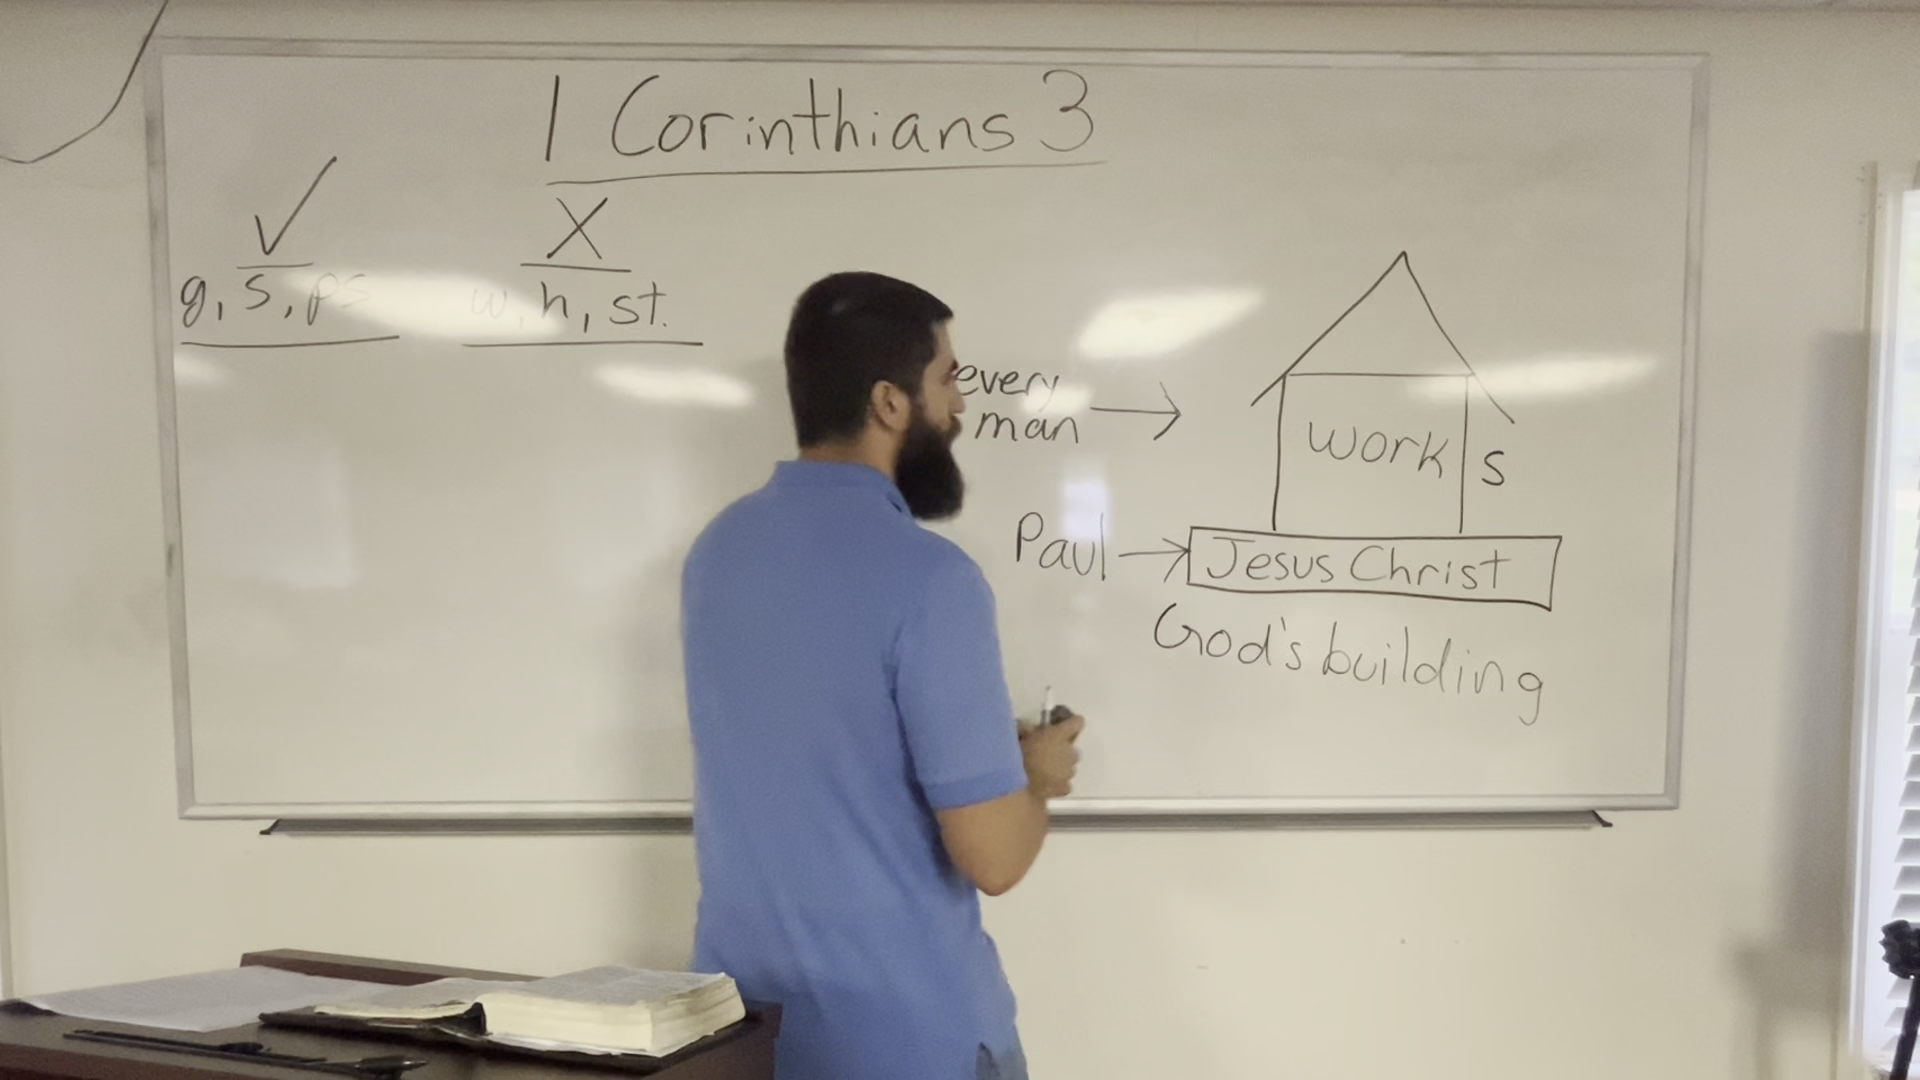 1 Corinthians 3
✓
g, s, ps
X
w, h, st.
every
man →
work s
Paul →
Jesus Christ
God's building